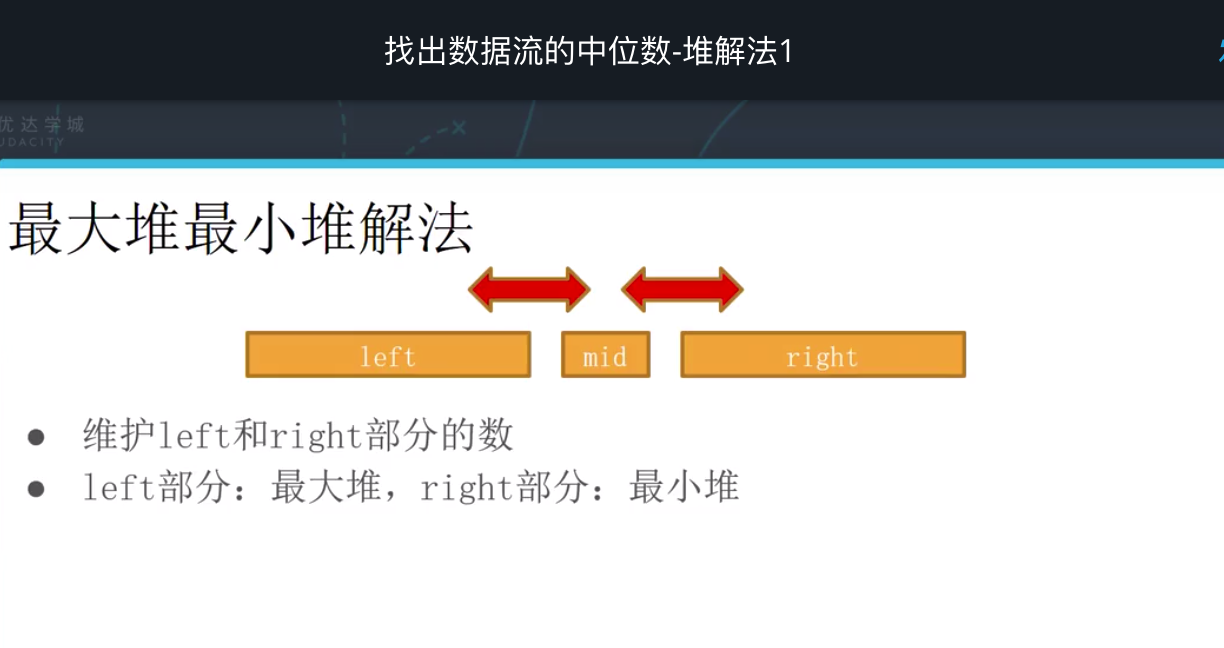 找出数据流的中位数-堆解法1
优达学城
UDACITY
最大堆最小堆解法
left
mid
right
● 维护left和right部分的数
● left部分：最大堆，right部分：最小堆